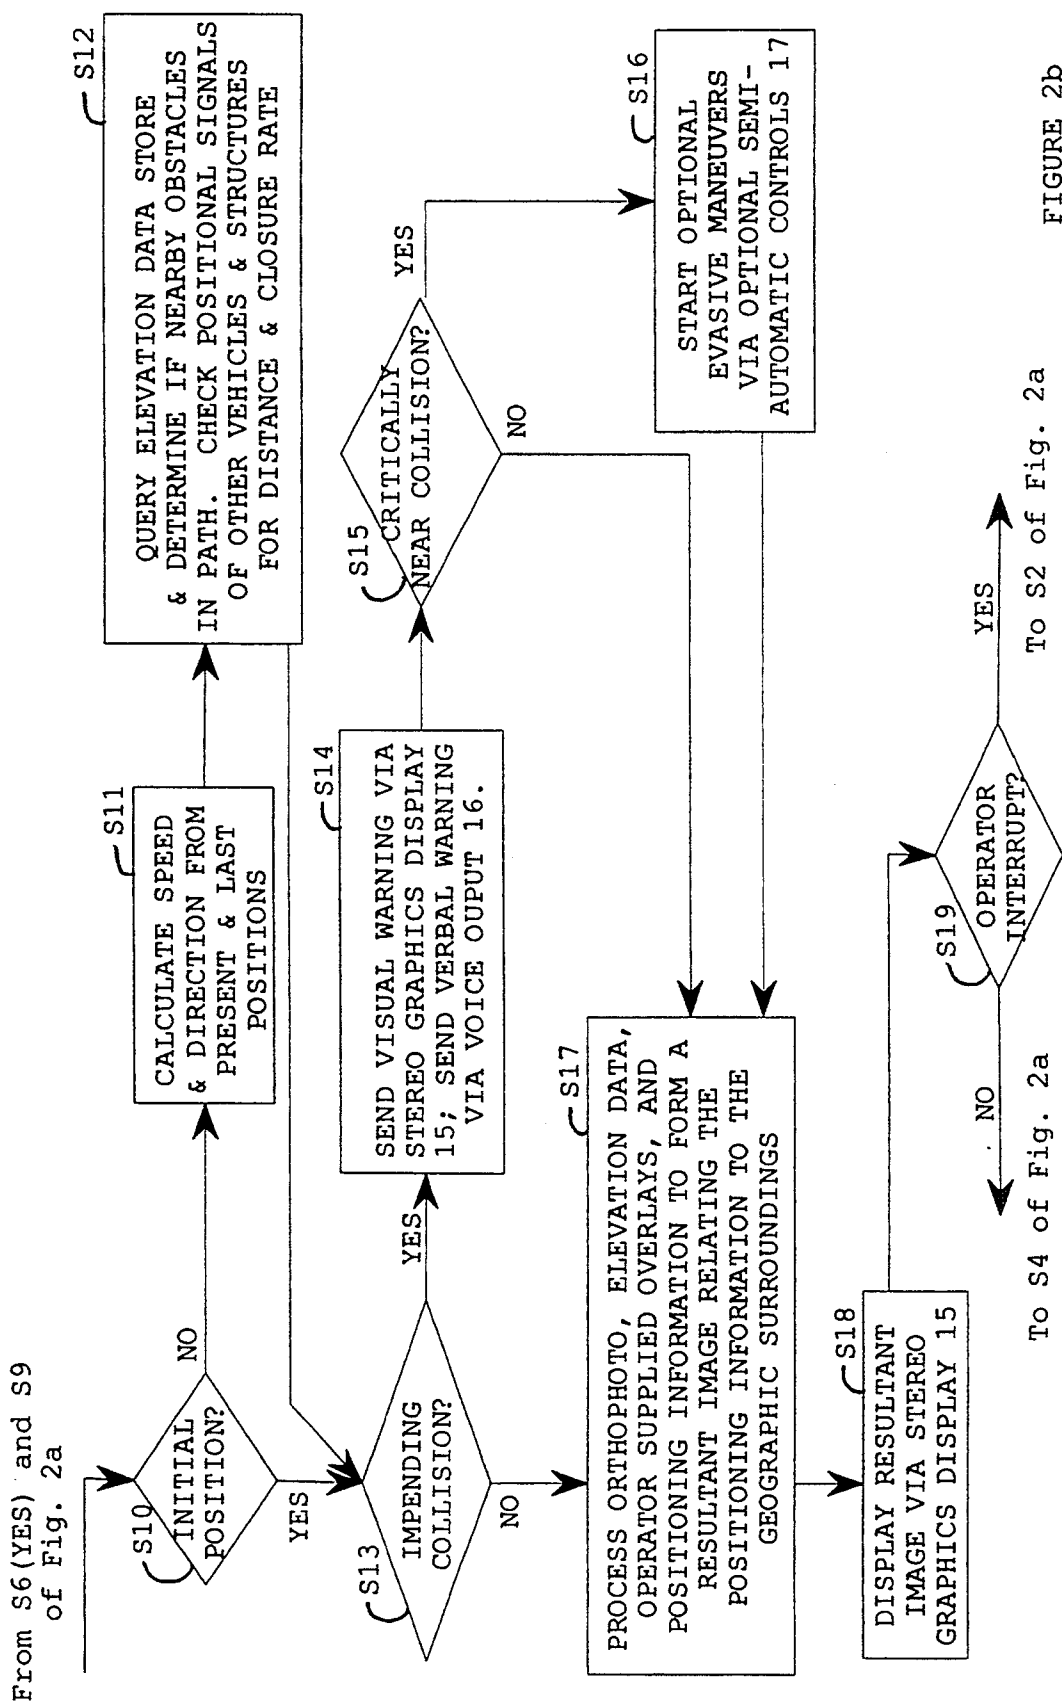 From S6(YES) and S9
of Fig. 2a
S10
INITIAL
POSITION?
NO
YES
S11
CALCULATE SPEED
& DIRECTION FROM
PRESENT & LAST
POSITIONS
S12
QUERY ELEVATION DATA STORE
& DETERMINE IF NEARBY OBSTACLES
IN PATH. CHECK POSITIONAL SIGNALS
OF OTHER VEHICLES & STRUCTURES
FOR DISTANCE & CLOSURE RATE
S13
IMPENDING
COLLISION?
YES
NO
S14
SEND VISUAL WARNING VIA
STEREO GRAPHICS DISPLAY
15; SEND VERBAL WARNING
VIA VOICE OUPUT 16.
S15
CRITICALLY
NEAR COLLISION?
YES
NO
S16
START OPTIONAL
EVASIVE MANEUVERS
VIA OPTIONAL SEMI-
AUTOMATIC CONTROLS 17
S17
PROCESS ORTHOPHOTO, ELEVATION DATA,
OPERATOR SUPPLIED OVERLAYS, AND
POSITIONING INFORMATION TO FORM A
RESULTANT IMAGE RELATING THE
POSITIONING INFORMATION TO THE
GEOGRAPHIC SURROUNDINGS
S18
DISPLAY RESULTANT
IMAGE VIA STEREO
GRAPHICS DISPLAY 15
S19
OPERATOR
INTERRUPT?
NO
YES
To S4 of Fig. 2a
To S2 of Fig. 2a
FIGURE 2b